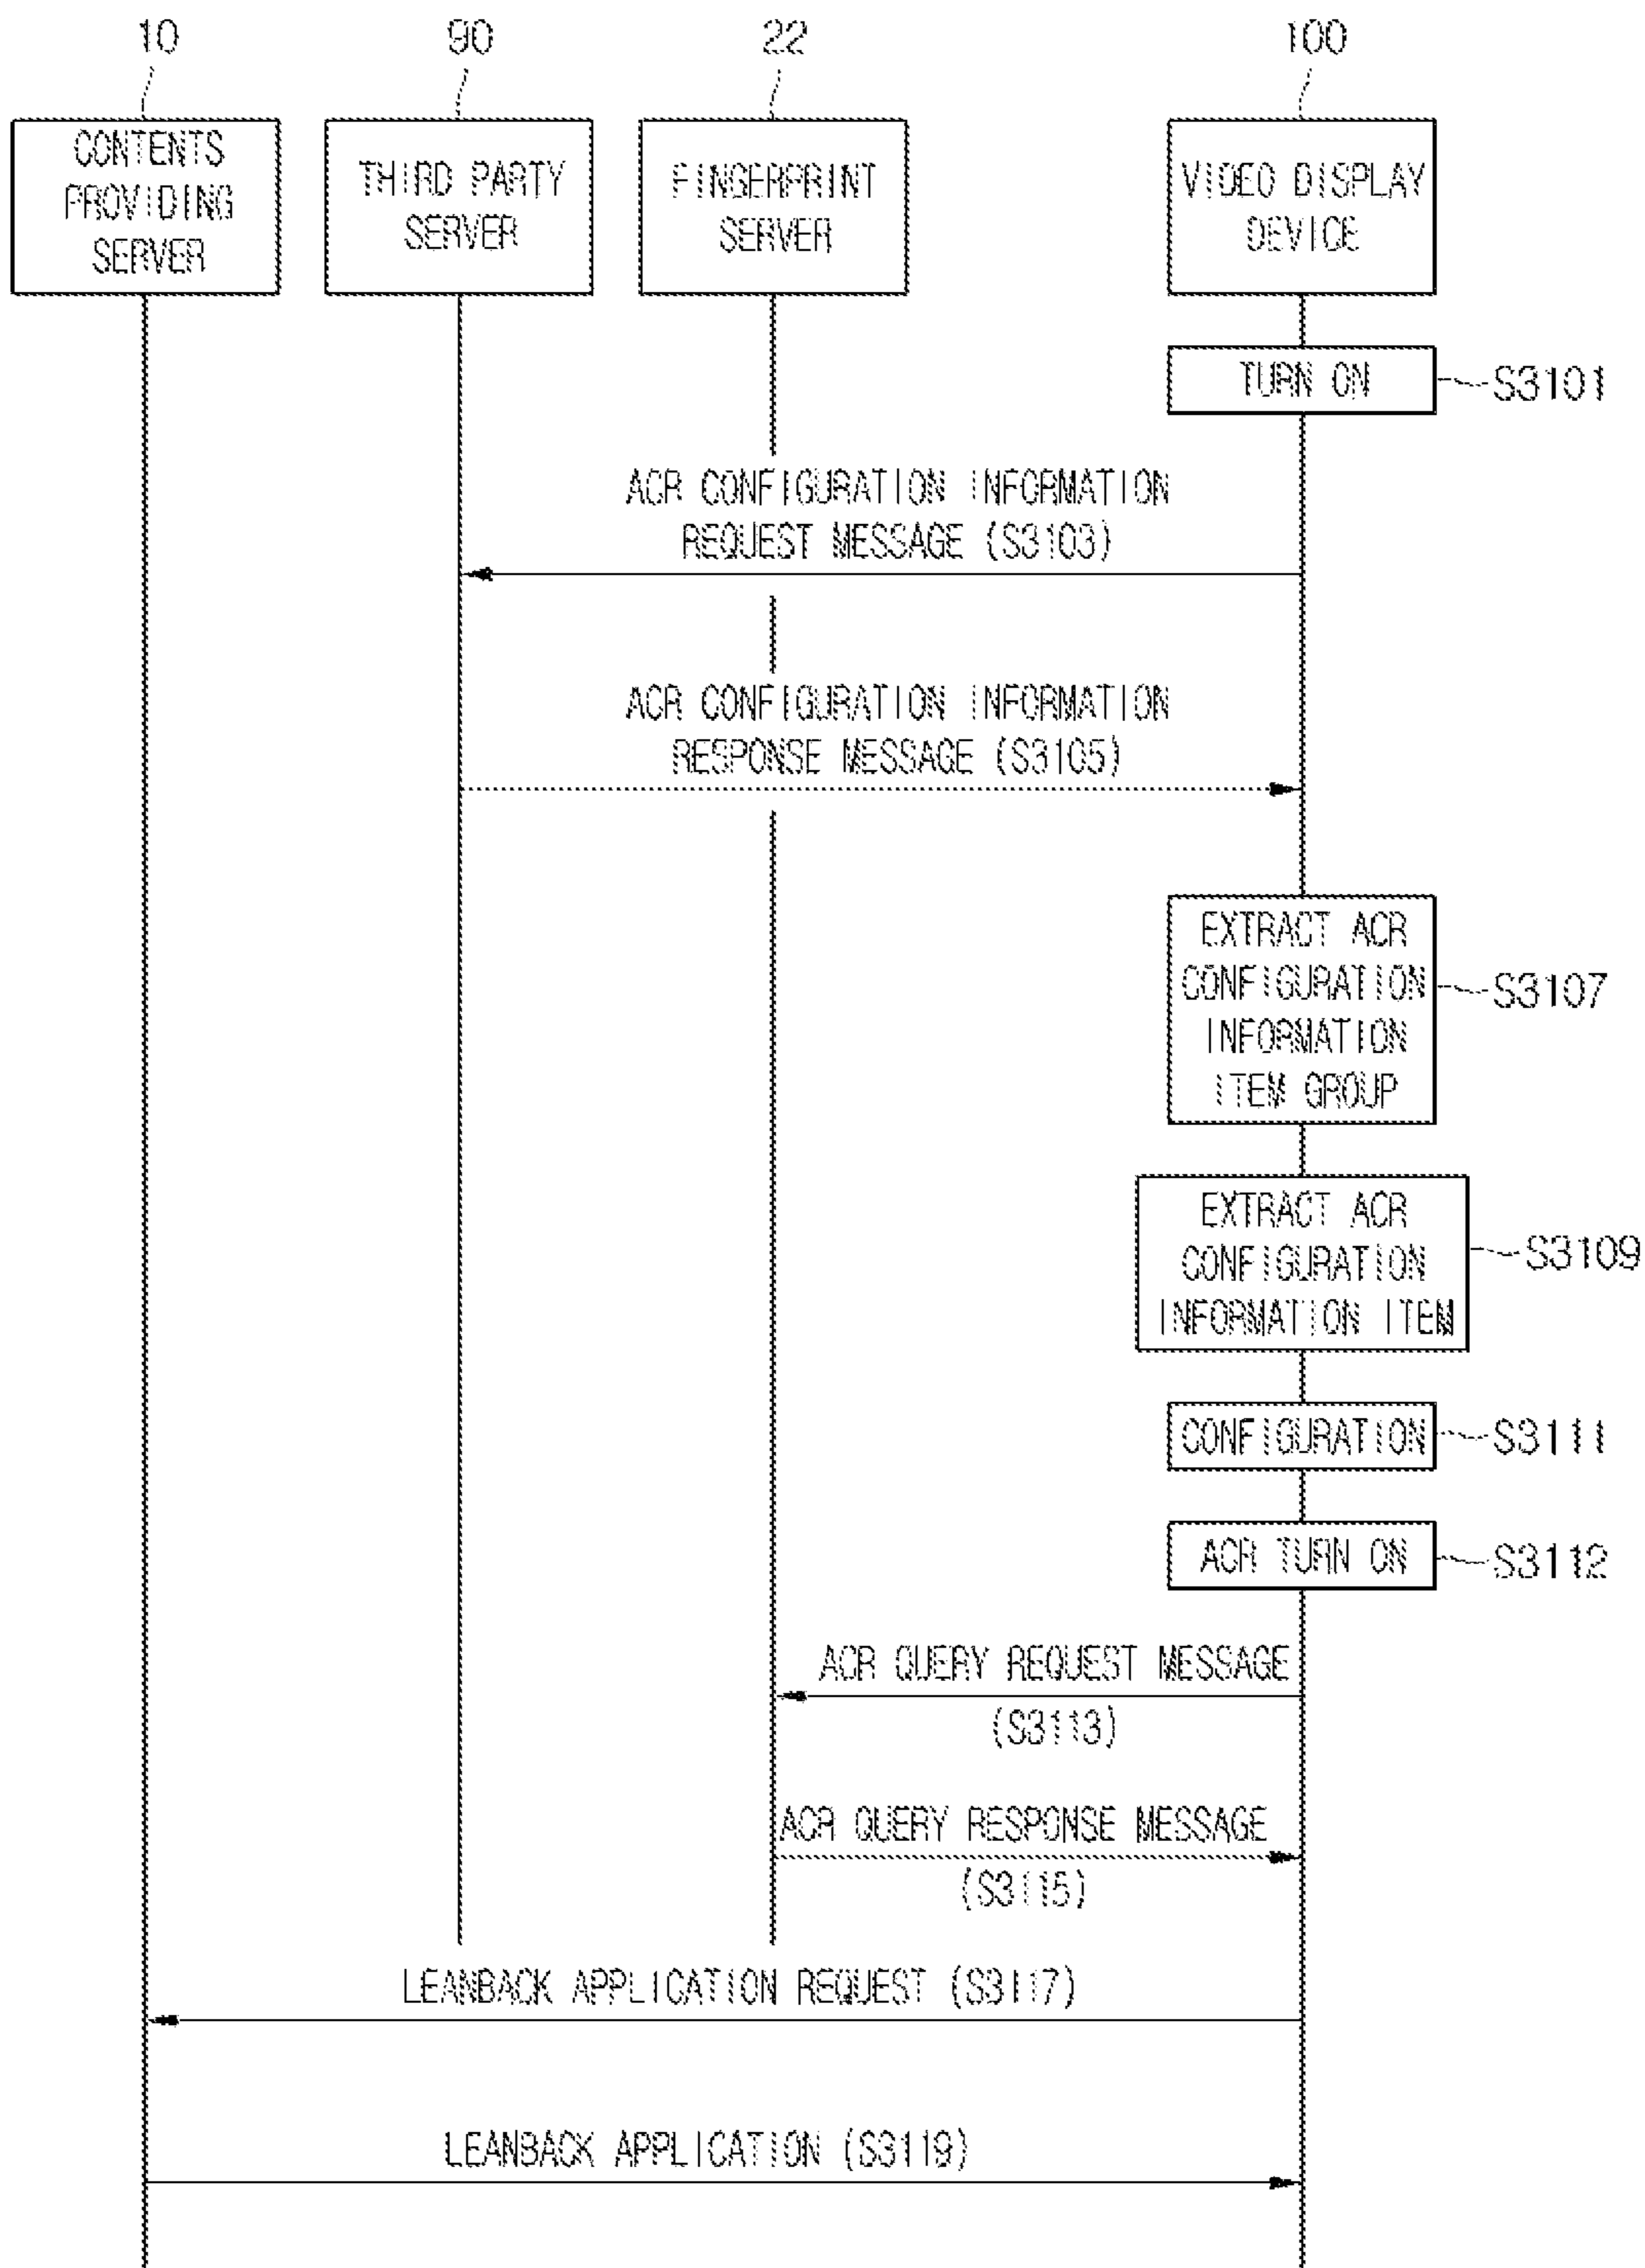 10
90
22
100
CONTENTS
PROVIDING
SERVER
THIRD PARTY
SERVER
FINGERPRINT
SERVER
VIDEO DISPLAY
DEVICE
TURN ON
S3101
ACR CONFIGURATION INFORMATION
REQUEST MESSAGE (S3103)
ACR CONFIGURATION INFORMATION
RESPONSE MESSAGE (S3105)
EXTRACT ACR
CONFIGURATION
INFORMATION
ITEM GROUP
S3107
EXTRACT ACR
CONFIGURATION
INFORMATION ITEM
S3109
CONFIGURATION
S3111
ACR TURN ON
S3112
ACR QUERY REQUEST MESSAGE
(S3113)
ACR QUERY RESPONSE MESSAGE
(S3115)
LEANBACK APPLICATION REQUEST (S3117)
LEANBACK APPLICATION (S3119)